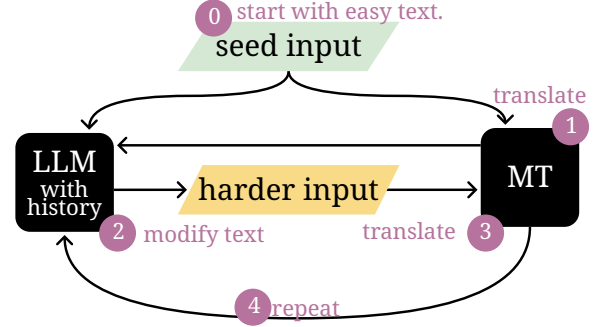 0 start with easy text.
seed input
translate
1
LLM
with
history
MT
harder input
2 modify text
translate 3
4 repeat